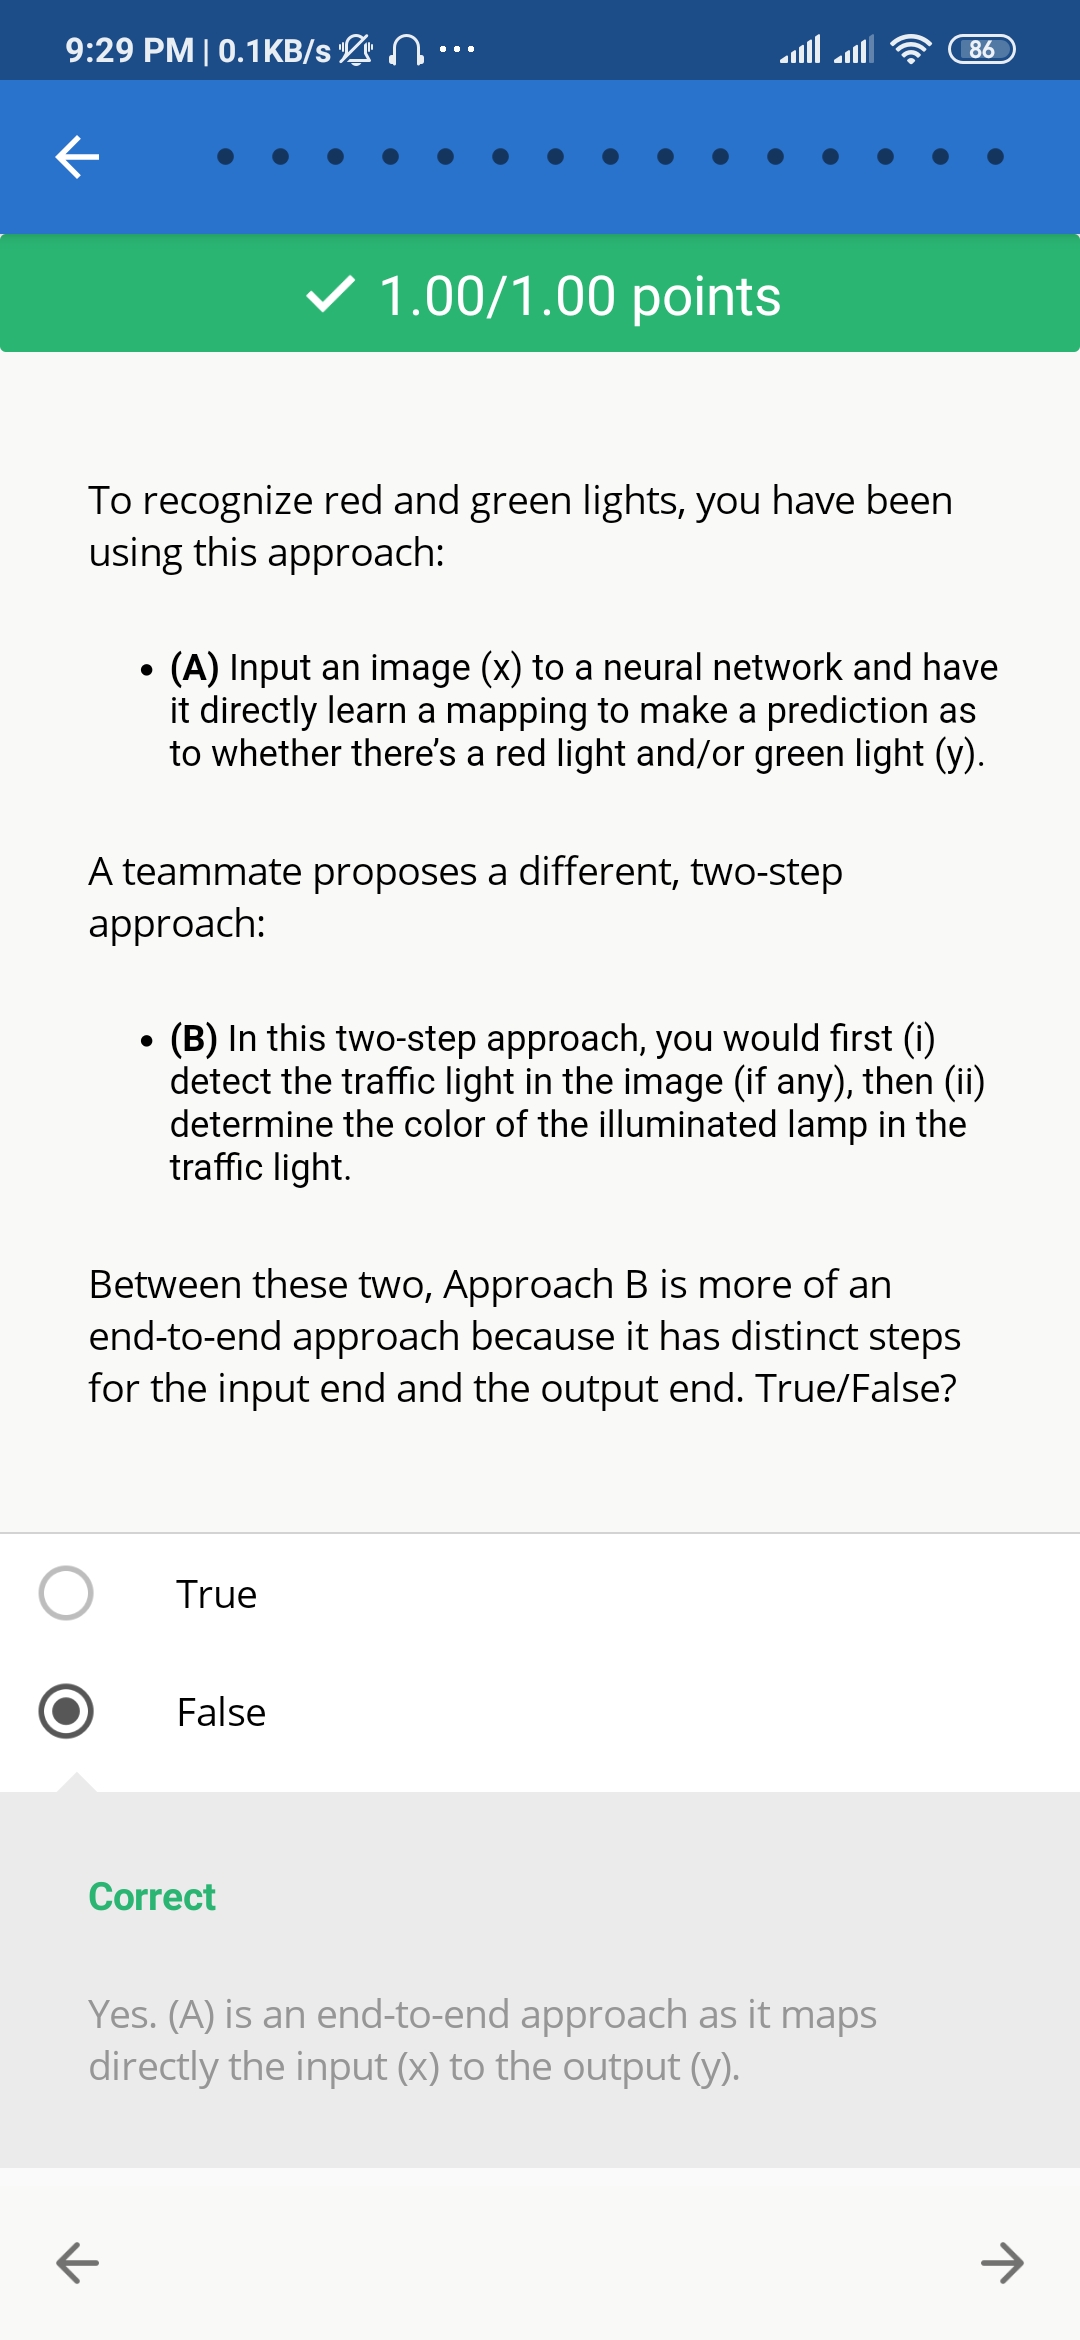 9:29 PM | 0.1KB/s ... 86
1.00/1.00 points
To recognize red and green lights, you have been
using this approach:
• (A) Input an image (x) to a neural network and have
it directly learn a mapping to make a prediction as
to whether there’s a red light and/or green light (y).
A teammate proposes a different, two-step
approach:
• (B) In this two-step approach, you would first (i)
detect the traffic light in the image (if any), then (ii)
determine the color of the illuminated lamp in the
traffic light.
Between these two, Approach B is more of an
end-to-end approach because it has distinct steps
for the input end and the output end. True/False?
True
False
Correct
Yes. (A) is an end-to-end approach as it maps
directly the input (x) to the output (y).